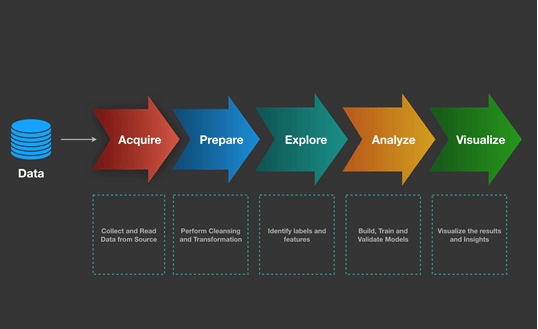 Data
Acquire
Prepare
Explore
Analyze
Visualize
Collect and Read
Data from Source
Perform Cleansing
and Transformation
Identify labels and
features
Build, Train and
Validate Models
Visualize the results
and Insights